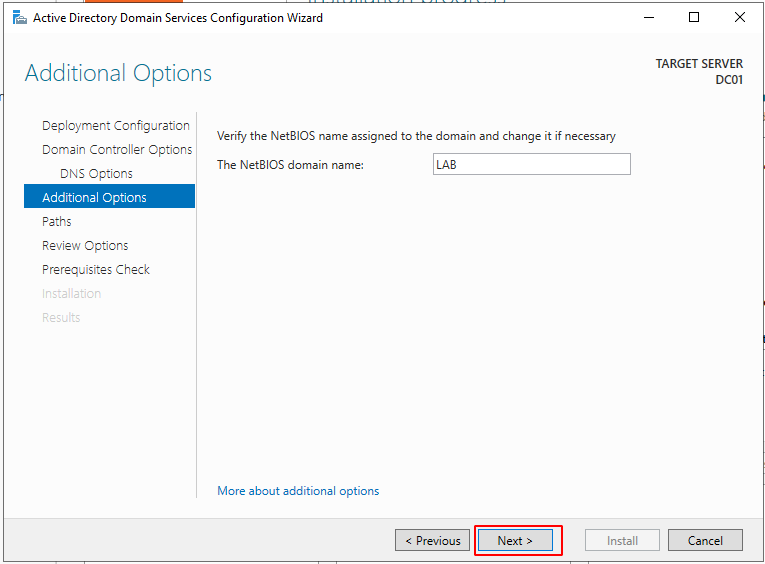 Active Directory Domain Services Configuration Wizard
Additional Options
TARGET SERVER
DC01
Deployment Configuration
Domain Controller Options
DNS Options
Additional Options
Paths
Review Options
Prerequisites Check
Installation
Results
Verify the NetBIOS name assigned to the domain and change it if necessary
The NetBIOS domain name: LAB
More about additional options
< Previous Next > Install Cancel